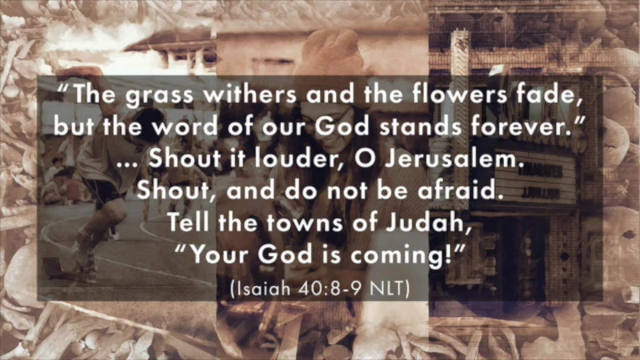 “The grass withers and the flowers fade,
but the word of our God stands forever.”
... Shout it louder, O Jerusalem.
Shout, and do not be afraid.
Tell the towns of Judah,
“Your God is coming!”
(Isaiah 40:8-9 NLT)